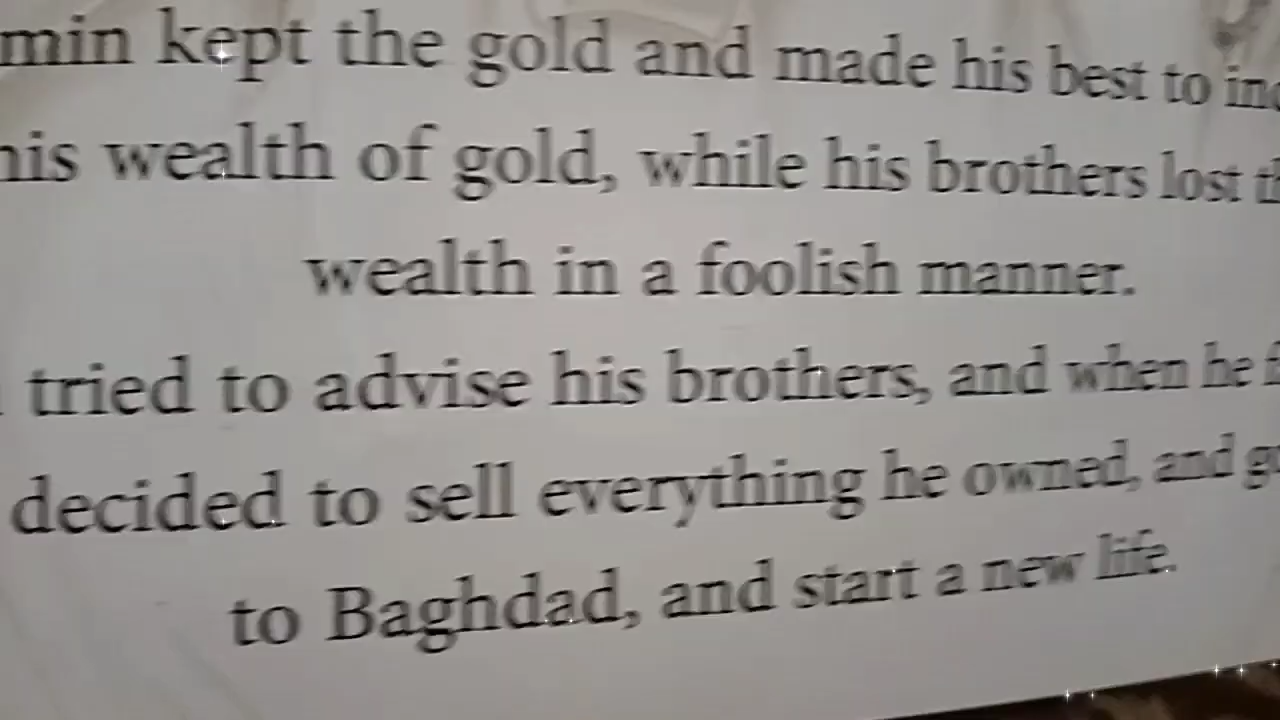 kept the gold and made his best to
his wealth of gold, while his brothers lost
wealth in a foolish manner.
tried to advise his brothers, and when he
decided to sell everything he owned, and
to Baghdad, and start a new life.